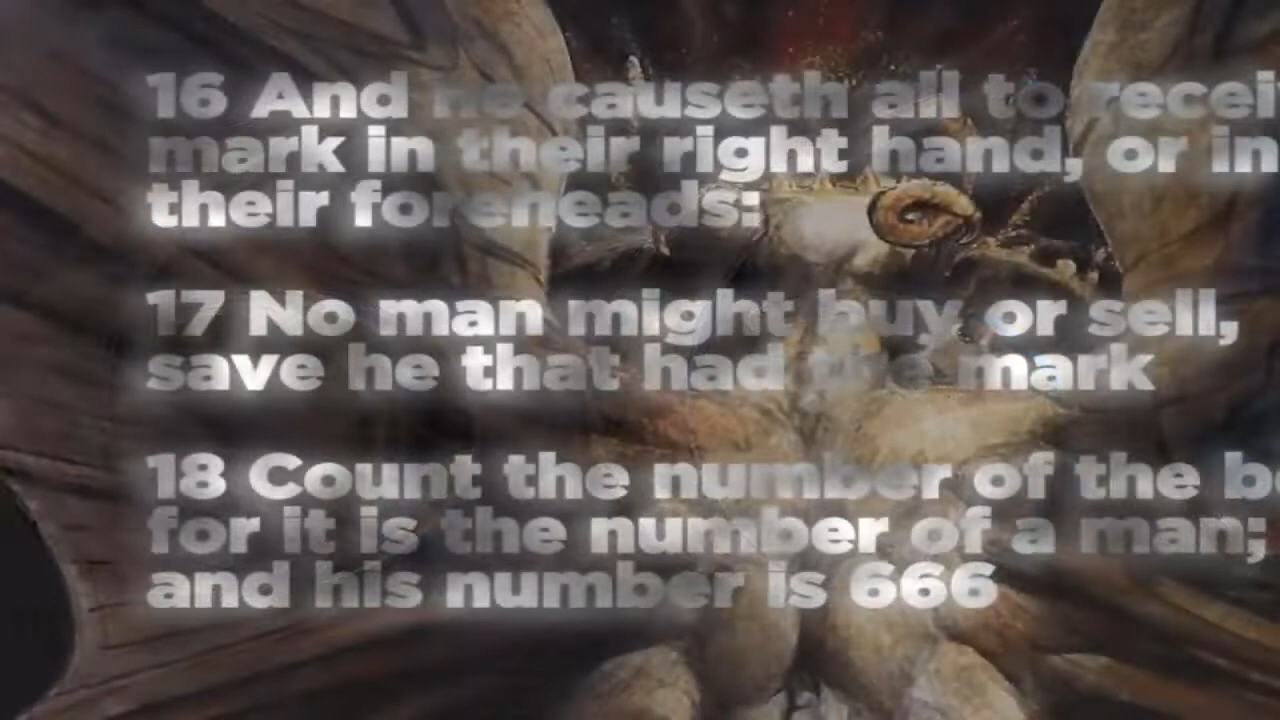 16 And he causeth all to recei
mark in their right hand, or in
their foreheads:
17 No man might buy or sell,
save he that had the mark
18 Count the number of the be
for it is the number of a man;
and his number is 666